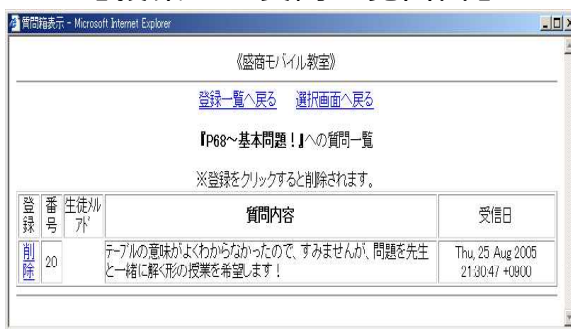 質問箱表示 - Microsoft Internet Explorer
《盛商モバイル教室》
登録一覧へ戻る 選択画面へ戻る
『P68～基本問題！』への質問一覧
※登録をクリックすると削除されます。
登録 番号 生徒メルアド 質問内容 受信日
削除 20 テーブルの意味がよくわからなかったので、すみませんが、問題を先生
と一緒に解く形の授業を希望します！
Thu, 25 Aug 2005
21:30:47 +0900